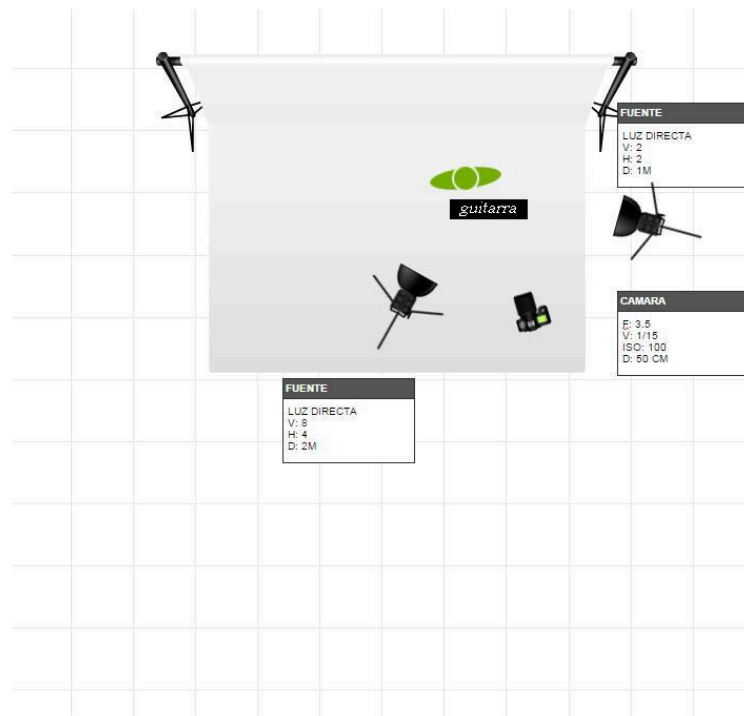 FUENTE
LUZ DIRECTA
V: 2
H: 2
D: 1M
guitarra
CAMARA
F: 3.5
V: 1/15
ISO: 100
D: 50 CM
FUENTE
LUZ DIRECTA
V: 8
H: 4
D: 2M